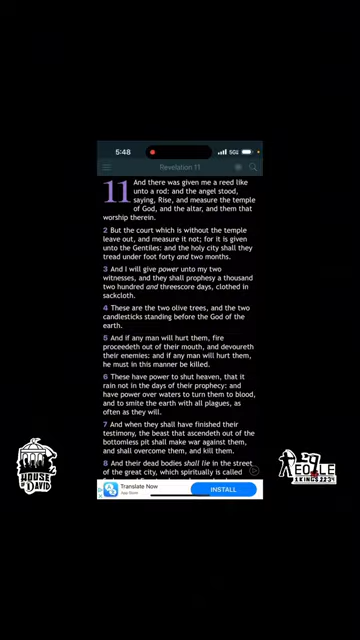 5:48
5GE
Revelation 11
11 And there was given me a reed like
unto a rod: and the angel stood,
saying, Rise, and measure the temple
of God, and the altar, and them that
worship therein.
2 But the court which is without the temple
leave out, and measure it not; for it is given
unto the Gentiles: and the holy city shall they
tread under foot forty and two months.
3 And I will give power unto my two
witnesses, and they shall prophesy a thousand
two hundred and threescore days, clothed in
sackcloth.
4 These are the two olive trees, and the two
candlesticks standing before the God of the
earth.
5 And if any man will hurt them, fire
proceedeth out of their mouth, and devoureth
their enemies: and if any man will hurt them,
he must in this manner be killed.
6 These have power to shut heaven, that it
rain not in the days of their prophecy: and
have power over waters to turn them to blood,
and to smite the earth with all plagues, as
often as they will.
7 And when they shall have finished their
testimony, the beast that ascendeth out of the
bottomless pit shall make war against them,
and shall overcome them, and kill them.
8 And their dead bodies shall lie in the street
of the great city, which spiritually is called
HOUSE
OF
DAVID
PEOPLE
1 KINGS 22:34
Translate Now
App Store
INSTALL